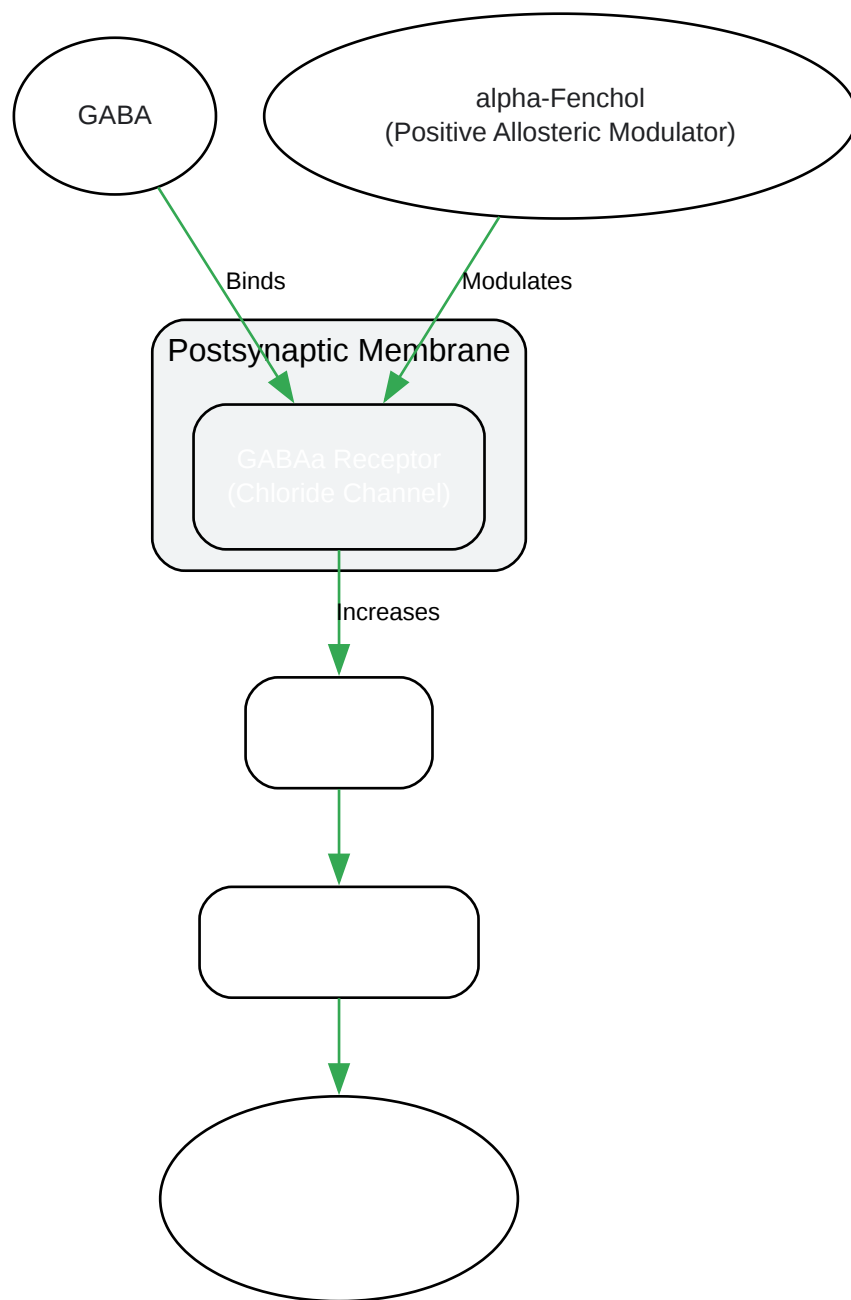 GABA
alpha-Fenchol
(Positive Allosteric Modulator)
Binds
Modulates
Postsynaptic Membrane
GABAa Receptor
(Chloride Channel)
Increases